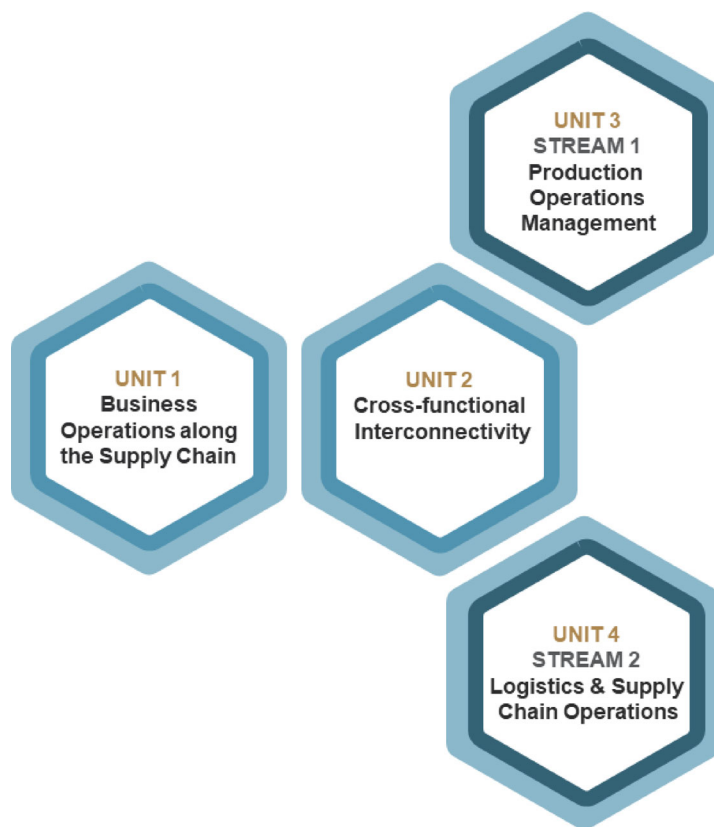 UNIT 3
STREAM 1
Production
Operations
Management
UNIT 1
Business
Operations along
the Supply Chain
UNIT 2
Cross-functional
Interconnectivity
UNIT 4
STREAM 2
Logistics & Supply
Chain Operations